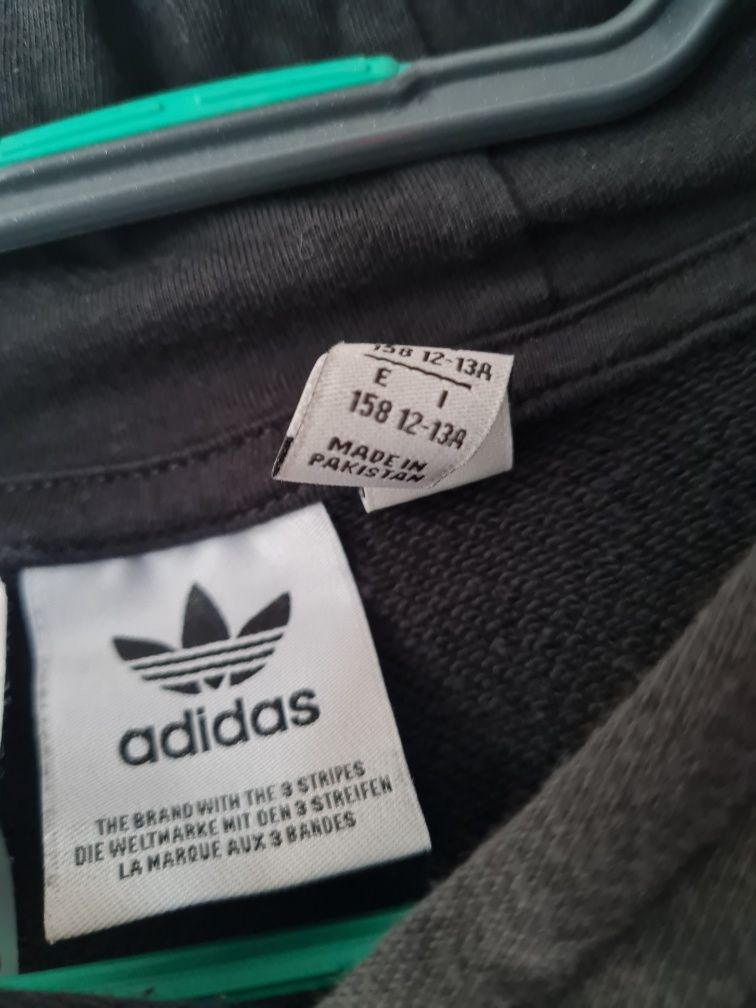 158 12-13A
E I
158 12-13A
MADE IN
PAKISTAN
adidas
THE BRAND WITH THE 3 STRIPES
DIE WELTMARKE MIT DEN 3 STREIFEN
LA MARQUE AUX 3 BANDES